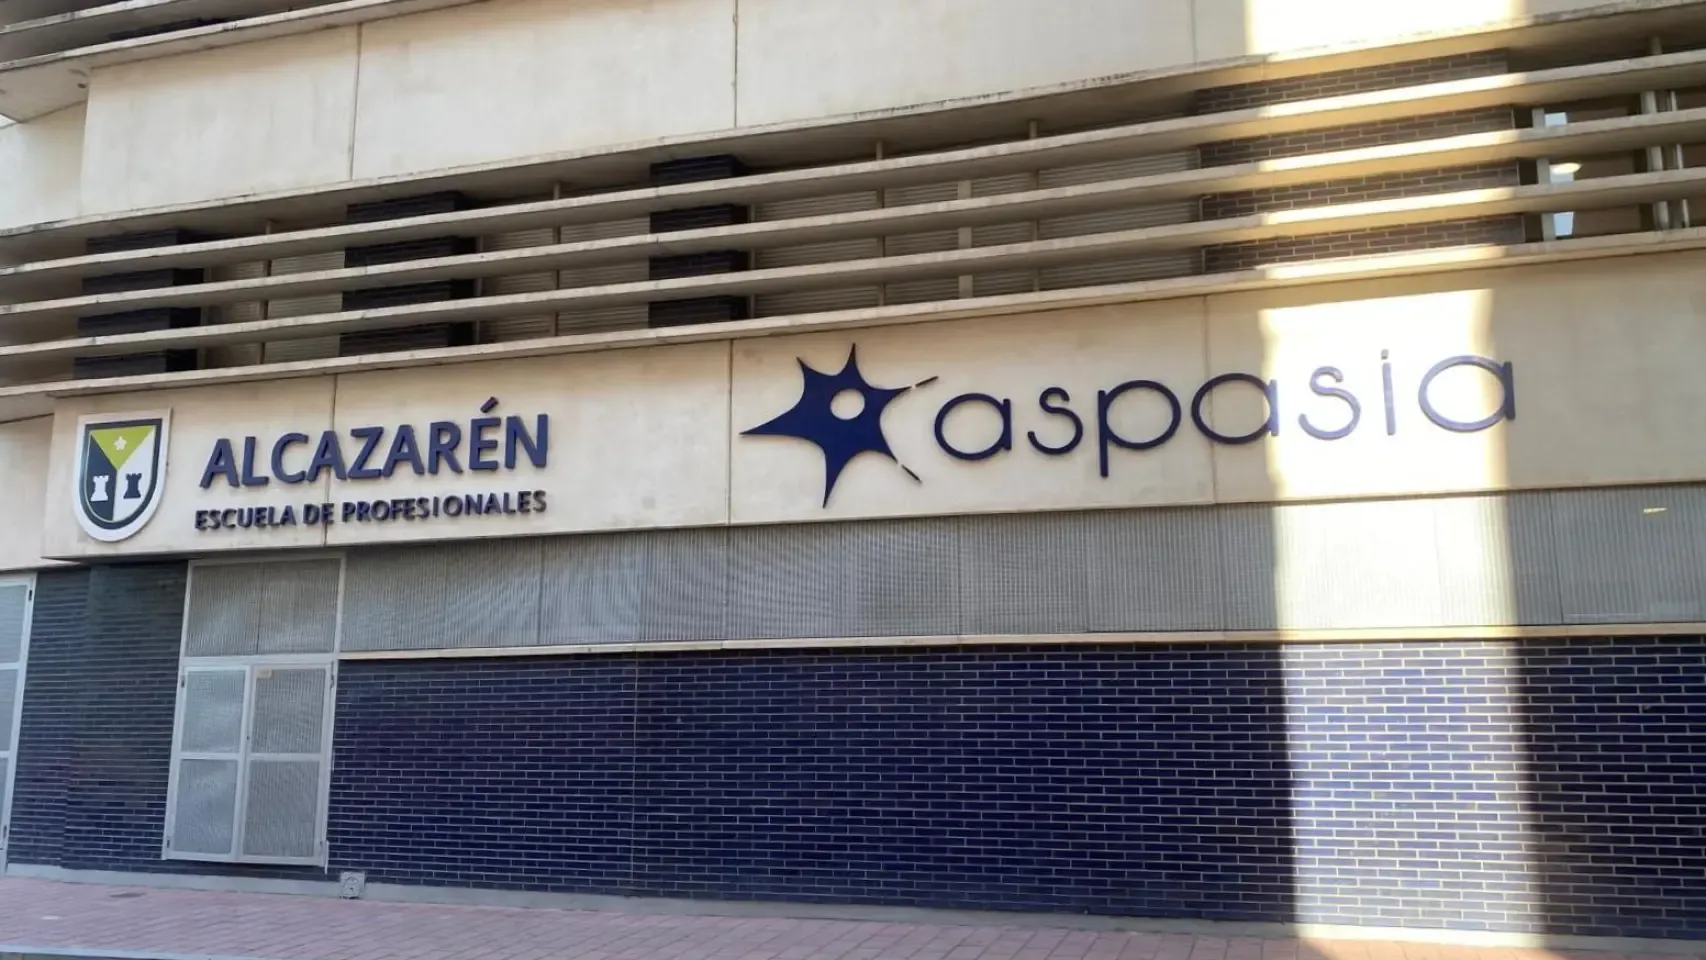 ALCAZARÉN
ESCUELA DE PROFESIONALES
aspasia